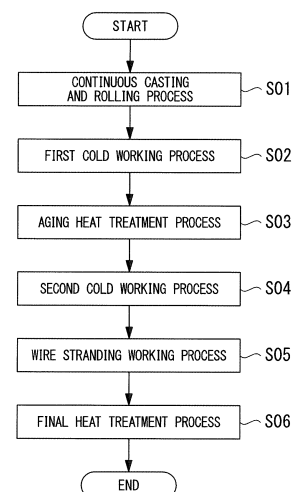 START
CONTINUOUS CASTING
AND ROLLING PROCESS
S01
FIRST COLD WORKING PROCESS
S02
AGING HEAT TREATMENT PROCESS
S03
SECOND COLD WORKING PROCESS
S04
WIRE STRANDING WORKING PROCESS
S05
FINAL HEAT TREATMENT PROCESS
S06
END